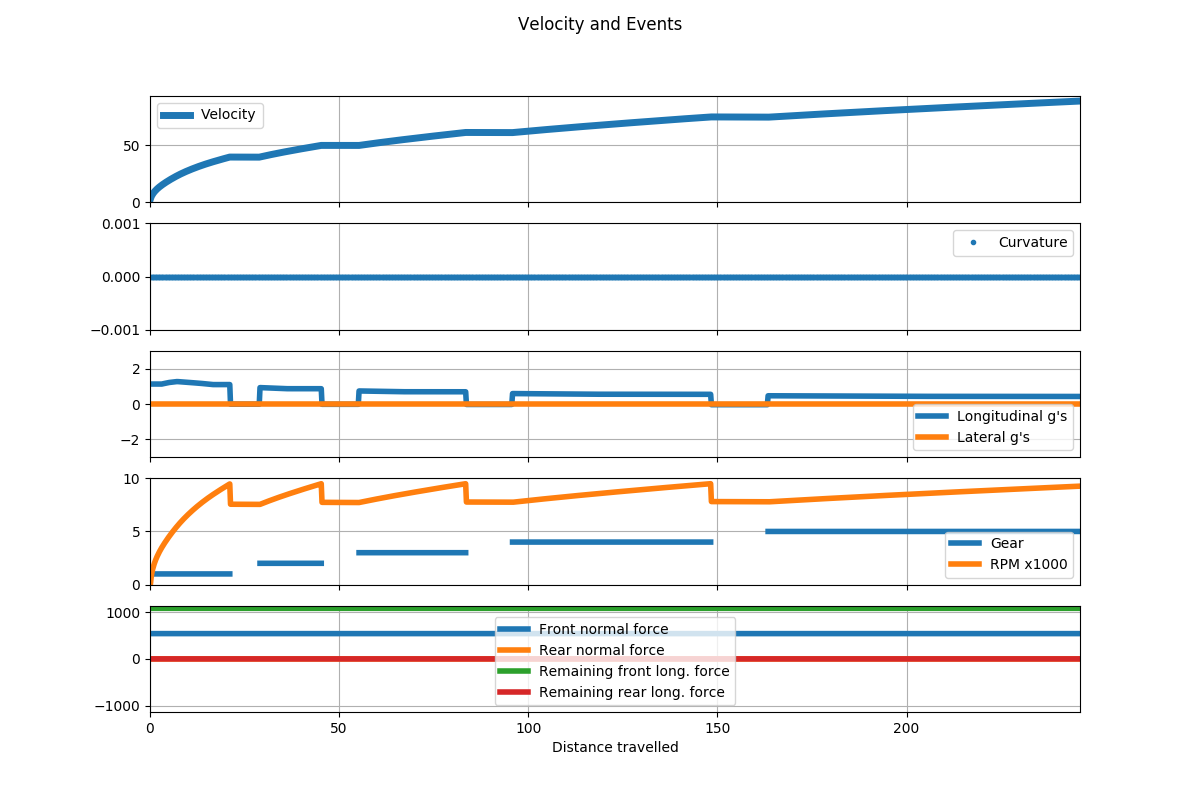 Velocity and Events
Velocity
50
0
0.001
Curvature
0.000
−0.001
2
0
Longitudinal g's
Lateral g's
−2
10
5
Gear
RPM x1000
0
1000
Front normal force
Rear normal force
0
Remaining front long. force
Remaining rear long. force
−1000
0 50 100 150 200
Distance travelled